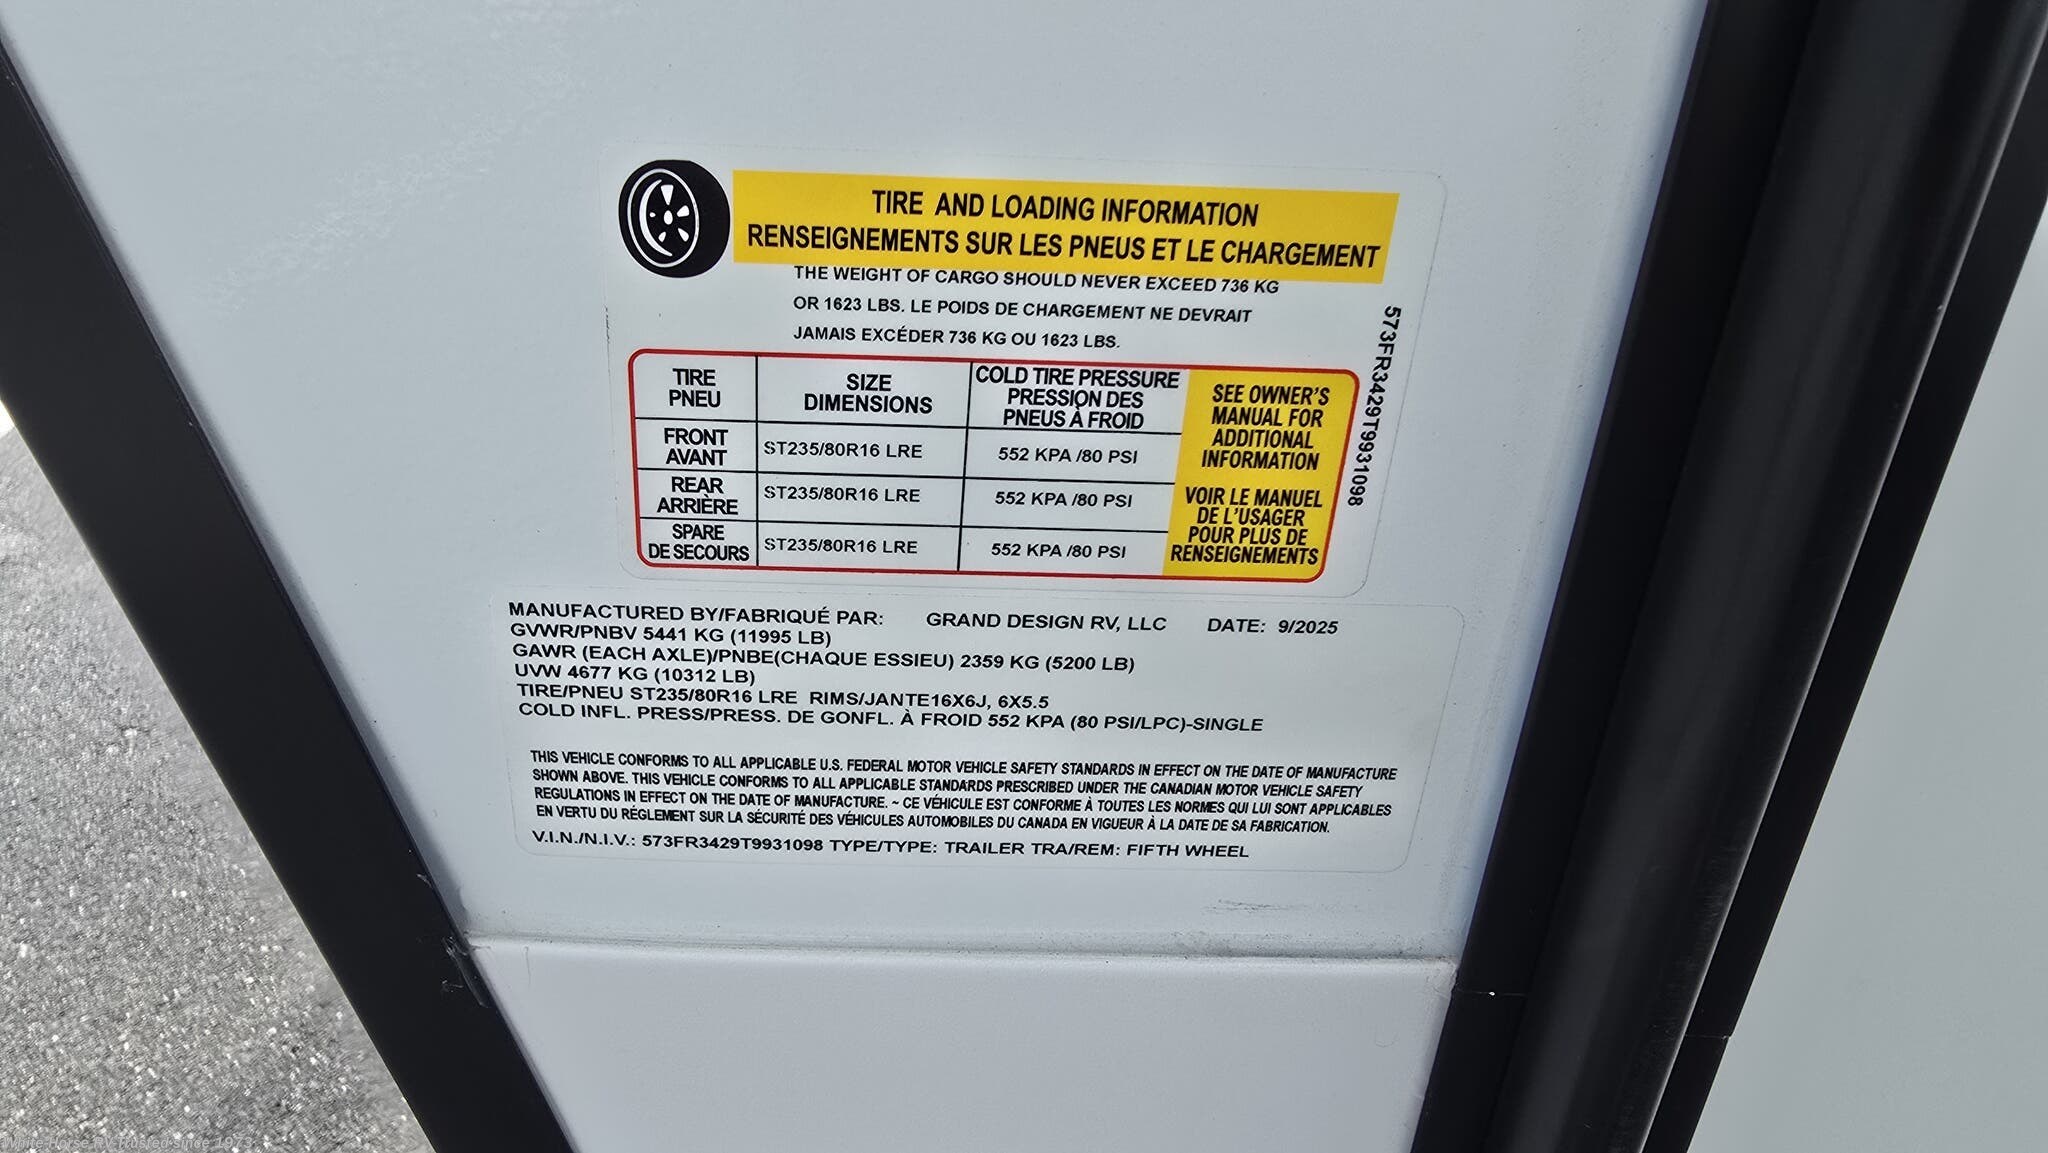 TIRE AND LOADING INFORMATION
RENSEIGNEMENTS SUR LES PNEUS ET LE CHARGEMENT
THE WEIGHT OF CARGO SHOULD NEVER EXCEED 736 KG
OR 1623 LBS. LE POIDS DE CHARGEMENT NE DEVRAIT
JAMAIS EXCÉDER 736 KG OU 1623 LBS.
TIRE
PNEU
SIZE
DIMENSIONS
COLD TIRE PRESSURE
PRESSION DES
PNEUS À FROID
FRONT
AVANT
ST235/80R16 LRE
552 KPA /80 PSI
REAR
ARRIÈRE
ST235/80R16 LRE
552 KPA /80 PSI
SPARE
DE SECOURS
ST235/80R16 LRE
552 KPA /80 PSI
SEE OWNER'S
MANUAL FOR
ADDITIONAL
INFORMATION
VOIR LE MANUEL
DE L'USAGER
POUR PLUS DE
RENSEIGNEMENTS
573FR3429T9931098
MANUFACTURED BY/FABRIQUÉ PAR: GRAND DESIGN RV, LLC DATE: 9/2025
GVWR/PNBV 5441 KG (11995 LB)
GAWR (EACH AXLE)/PNBE(CHAQUE ESSIEU) 2359 KG (5200 LB)
UVW 4677 KG (10312 LB)
TIRE/PNEU ST235/80R16 LRE RIMS/JANTE16X6J, 6X5.5
COLD INFL. PRESS/PRESS. DE GONFL. À FROID 552 KPA (80 PSI/LPC)-SINGLE
THIS VEHICLE CONFORMS TO ALL APPLICABLE U.S. FEDERAL MOTOR VEHICLE SAFETY STANDARDS IN EFFECT ON THE DATE OF MANUFACTURE
SHOWN ABOVE. THIS VEHICLE CONFORMS TO ALL APPLICABLE STANDARDS PRESCRIBED UNDER THE CANADIAN MOTOR VEHICLE SAFETY
REGULATIONS IN EFFECT ON THE DATE OF MANUFACTURE. ~ CE VÉHICULE EST CONFORME À TOUTES LES NORMES QUI LUI SONT APPLICABLES
EN VERTU DU RÉGLEMENT SUR LA SÉCURITÉ DES VÉHICULES AUTOMOBILES DU CANADA EN VIGUEUR À LA DATE DE SA FABRICATION.
V.I.N./N.I.V.: 573FR3429T9931098 TYPE/TYPE: TRAILER TRA/REM: FIFTH WHEEL
White Horse RV Trusted since 1973